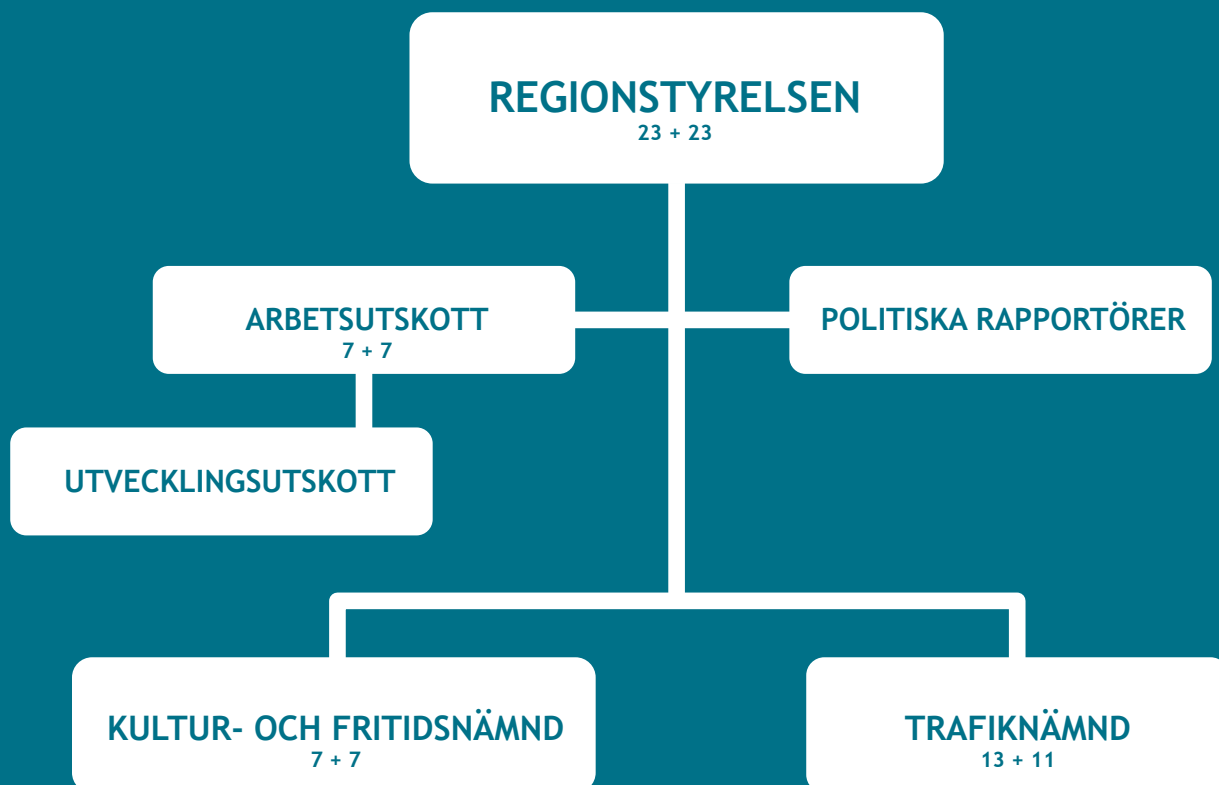 REGIONSTYRELSEN
23 + 23
ARBETSUTSKOTT
7 + 7
POLITISKA RAPPORTÖRER
UTVECKLINGSUTSKOTT
KULTUR- OCH FRITIDSNÄMND
7 + 7
TRAFIKNÄMND
13 + 11